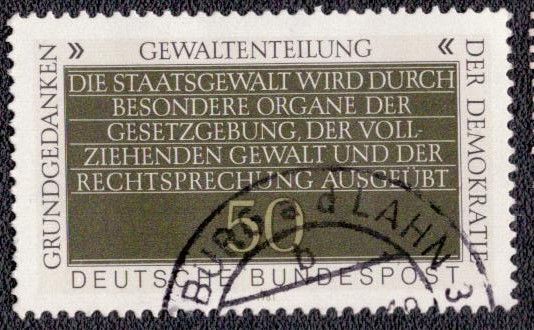 » GEWALTENTEILUNG «
GRUNDGEDANKEN
DER DEMOKRATIE
DIE STAATSGEWALT WIRD DURCH
BESONDERE ORGANE DER
GESETZGEBUNG, DER VOLL-
ZIEHENDEN GEWALT UND DER
RECHTSPRECHUNG AUSGEÜBT
50
DEUTSCHE BUNDESPOST
LAHN 3
b